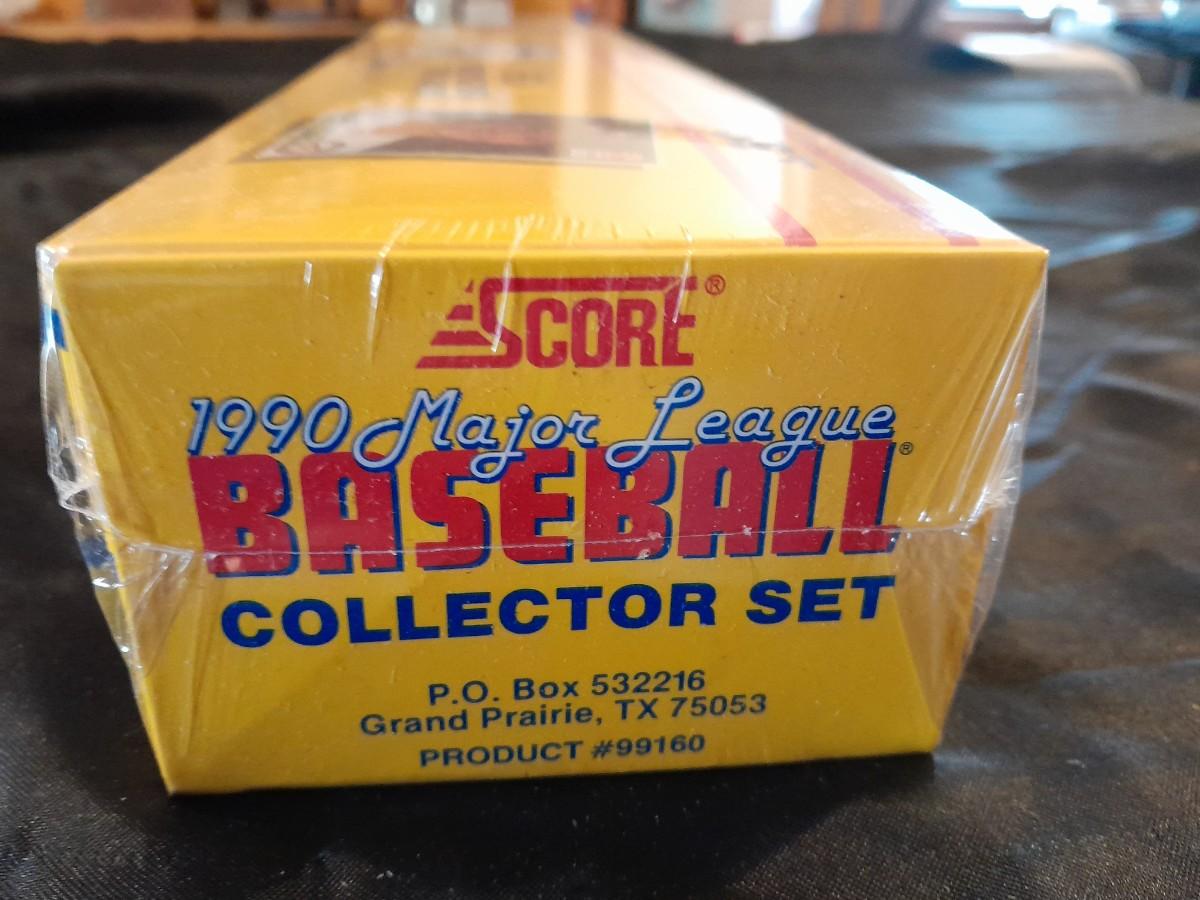 SCORE®
1990 Major League
BASEBALL®
COLLECTOR SET
P.O. Box 532216
Grand Prairie, TX 75053
PRODUCT #99160